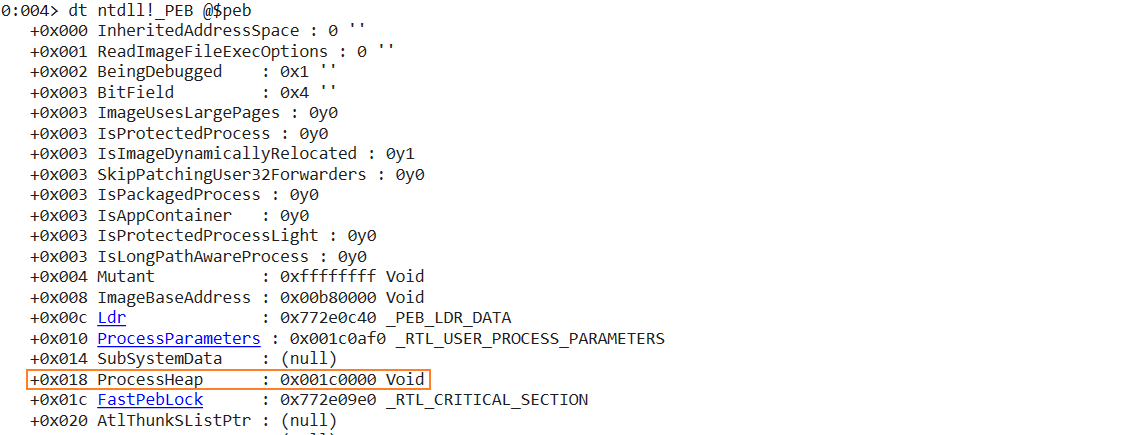 0:004> dt ntdll!_PEB @$peb
+0x000 InheritedAddressSpace : 0 ''
+0x001 ReadImageFileExecOptions : 0 ''
+0x002 BeingDebugged    : 0x1 ''
+0x003 BitField         : 0x4 ''
+0x003 ImageUsesLargePages : 0y0
+0x003 IsProtectedProcess : 0y0
+0x003 IsImageDynamicallyRelocated : 0y1
+0x003 SkipPatchingUser32Forwarders : 0y0
+0x003 IsPackagedProcess : 0y0
+0x003 IsAppContainer   : 0y0
+0x003 IsProtectedProcessLight : 0y0
+0x003 IsLongPathAwareProcess : 0y0
+0x004 Mutant           : 0xffffffff Void
+0x008 ImageBaseAddress : 0x00b80000 Void
+0x00c Ldr              : 0x772e0c40 _PEB_LDR_DATA
+0x010 ProcessParameters : 0x001c0af0 _RTL_USER_PROCESS_PARAMETERS
+0x014 SubSystemData    : (null)
+0x018 ProcessHeap      : 0x001c0000 Void
+0x01c FastPebLock      : 0x772e09e0 _RTL_CRITICAL_SECTION
+0x020 AtlThunkSListPtr : (null)